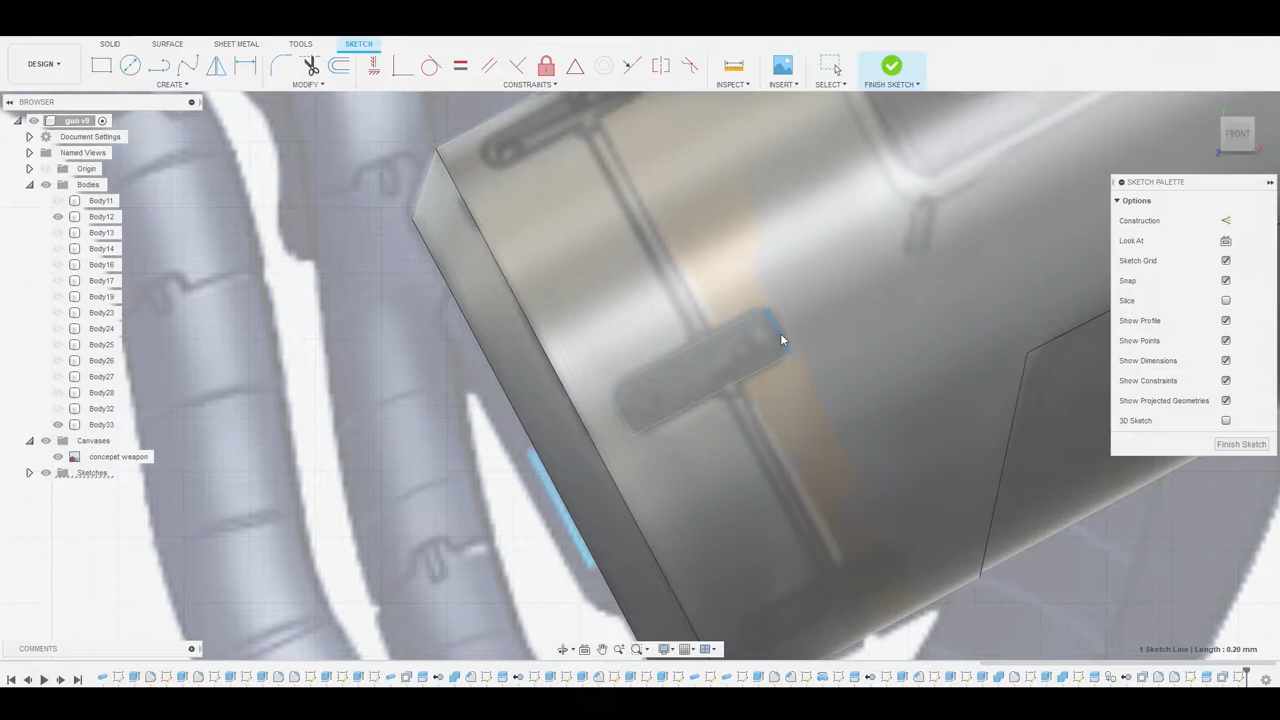 SOLID SURFACE SHEET METAL TOOLS SKETCH
DESIGN ▾
CREATE ▾ MODIFY ▾ CONSTRAINTS ▾ INSPECT ▾ INSERT ▾ SELECT ▾ FINISH SKETCH ▾
BROWSER
gun v9
Document Settings
Named Views
Origin
Bodies
Body11
Body12
Body13
Body14
Body16
Body17
Body19
Body23
Body24
Body25
Body26
Body27
Body28
Body32
Body33
Canvases
concepet weapon
Sketches
FRONT
SKETCH PALETTE
Options
Construction
Look At
Sketch Grid
Snap
Slice
Show Profile
Show Points
Show Dimensions
Show Constraints
Show Projected Geometries
3D Sketch
Finish Sketch
COMMENTS
1 Sketch Line | Length : 0.20 mm